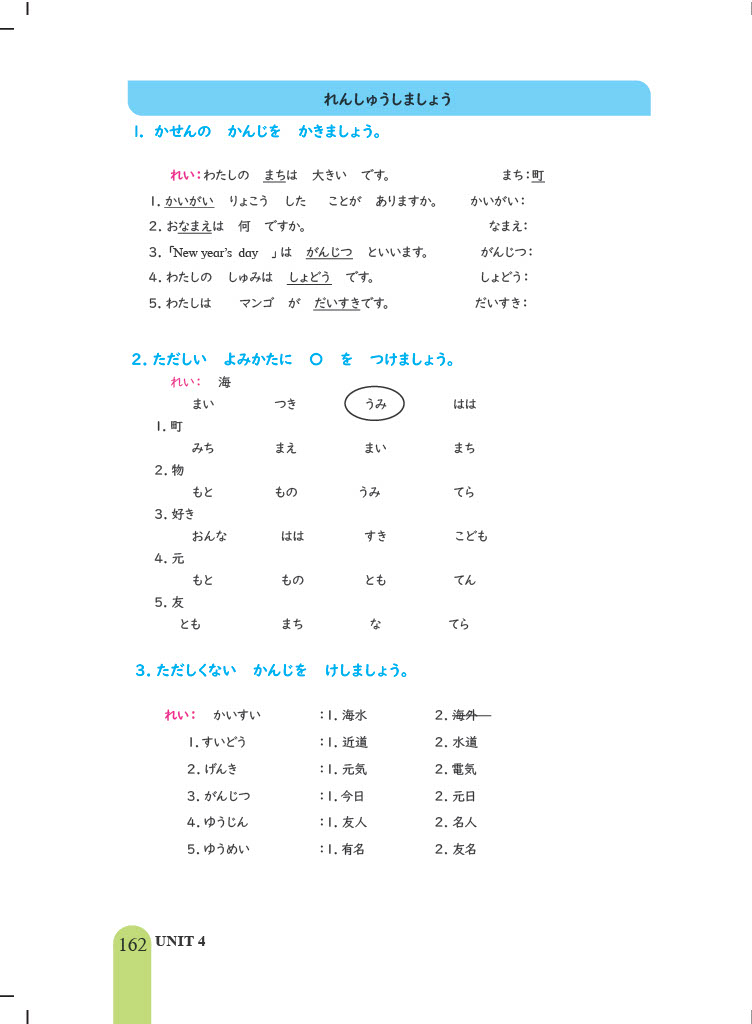 れんしゅうしましょう
1. かせんの かんじを かきましょう。
れい：わたしの まちは 大きい です。 まち：町
1. かいがい りょこう した ことが ありますか。 かいがい：
2. おなまえは 何 ですか。 なまえ：
3. 「New year's day 」は がんじつ といいます。 がんじつ：
4. わたしの しゅみは しょどう です。 しょどう：
5. わたしは マンゴ が だいすきです。 だいすき：
2. ただしい よみかたに ○ を つけましょう。
れい： 海
まい つき うみ はは
1. 町
みち まえ まい まち
2. 物
もと もの うみ てら
3. 好き
おんな はは すき こども
4. 元
もと もの とも てん
5. 友
とも まち な てら
3. ただしくない かんじを けしましょう。
れい： かいすい ：1. 海水 2. 海外
1. すいどう ：1. 近道 2. 水道
2. げんき ：1. 元気 2. 電気
3. がんじつ ：1. 今日 2. 元日
4. ゆうじん ：1. 友人 2. 名人
5. ゆうめい ：1. 有名 2. 友名
162 UNIT 4